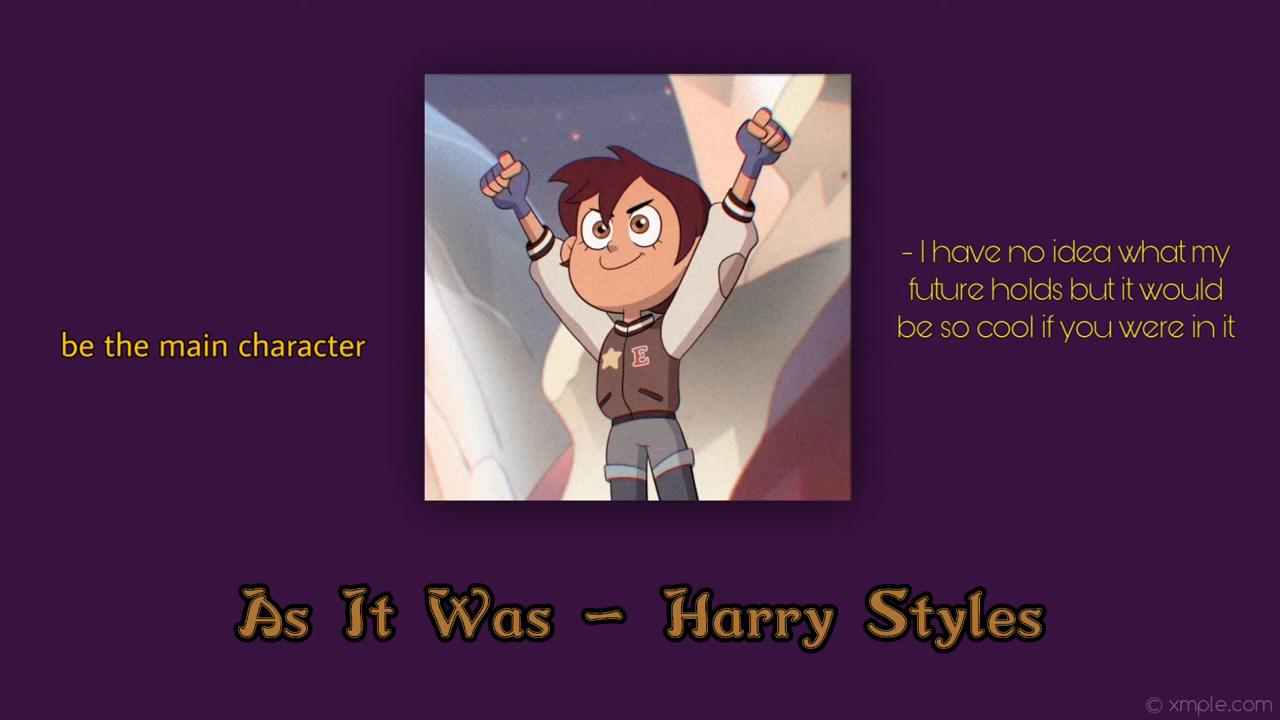 be the main character
E
– I have no idea what my
future holds but it would
be so cool if you were in it
As It Was – Harry Styles
© xmple.com